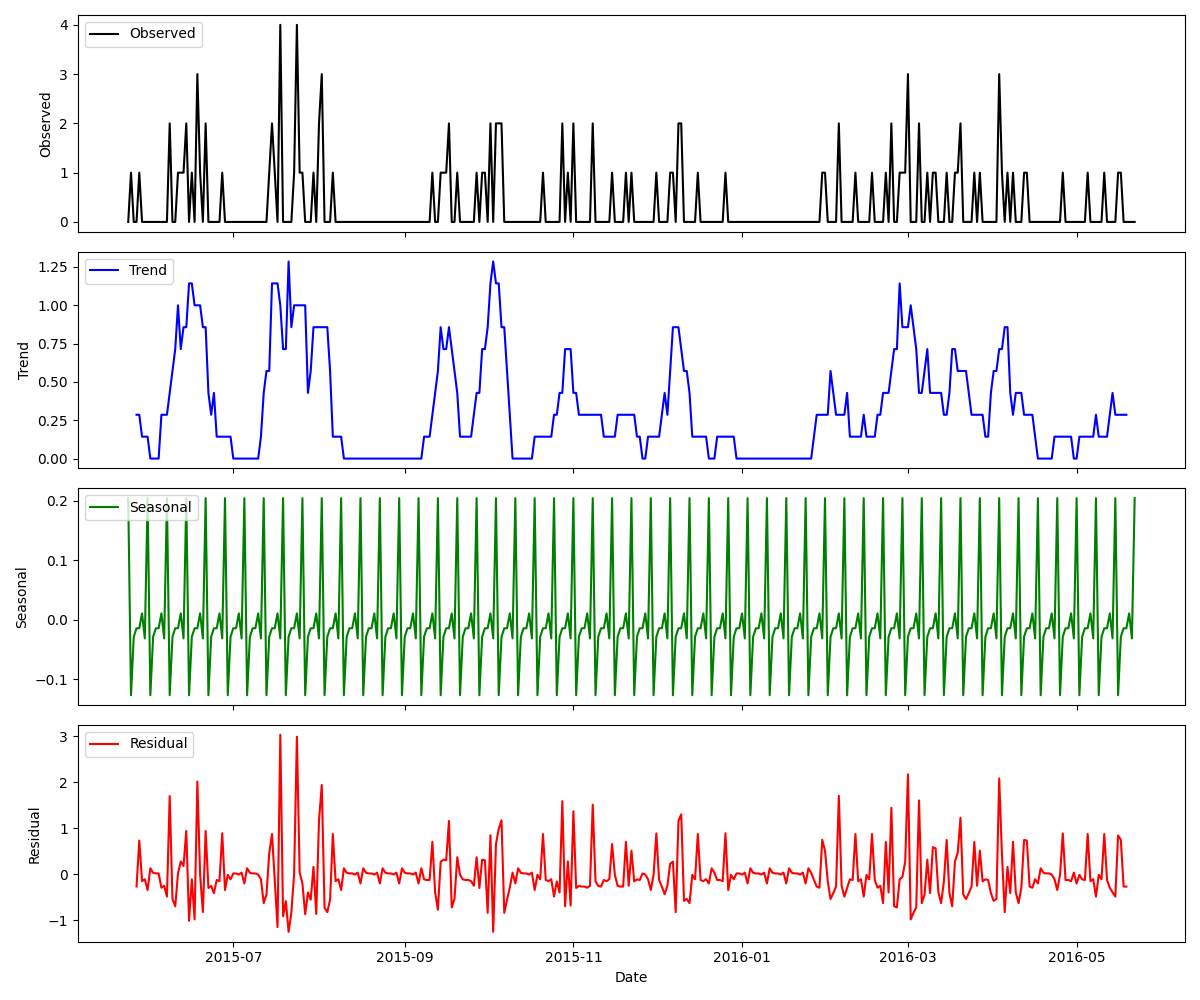 Observed
4
3
2
1
0
Observed
Trend
1.25
1.00
0.75
0.50
0.25
0.00
Trend
Seasonal
0.2
0.1
0.0
−0.1
Seasonal
Residual
3
2
1
0
−1
Residual
2015-07
2015-09
2015-11
2016-01
2016-03
2016-05
Date